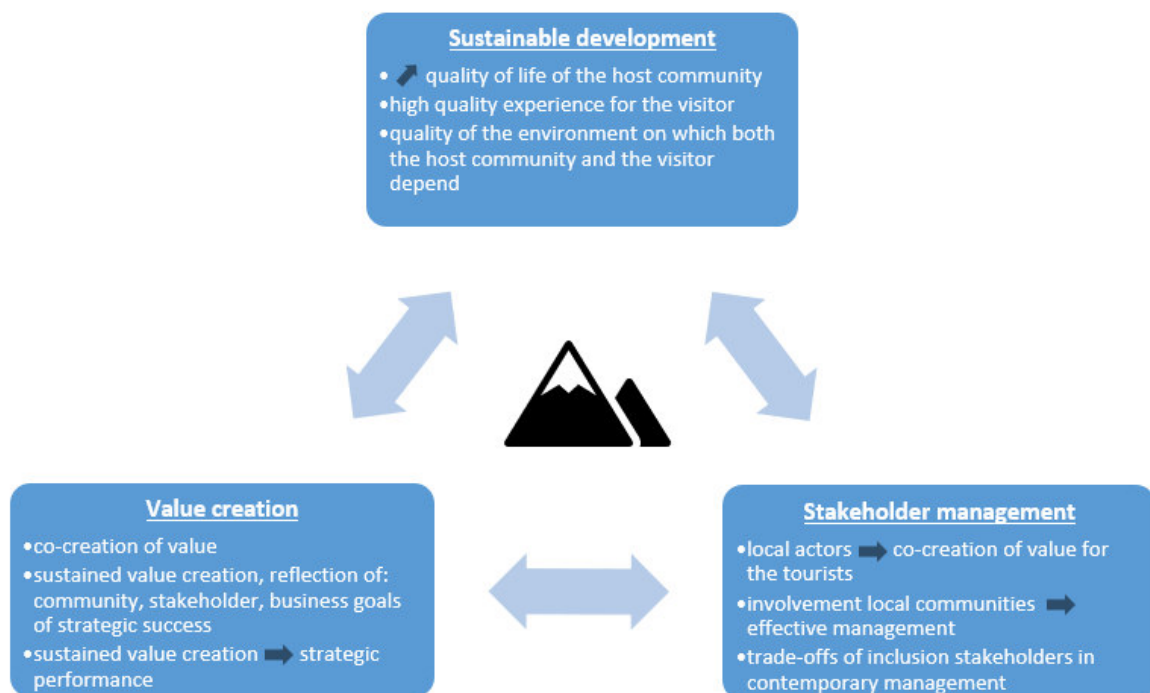 Sustainable development
• quality of life of the host community
•high quality experience for the visitor
•quality of the environment on which both
the host community and the visitor
depend
Value creation
•co-creation of value
•sustained value creation, reflection of:
community, stakeholder, business goals
of strategic success
•sustained value creation ➡ strategic
performance
Stakeholder management
•local actors ➡ co-creation of value for
the tourists
•involvement local communities ➡
effective management
•trade-offs of inclusion stakeholders in
contemporary management